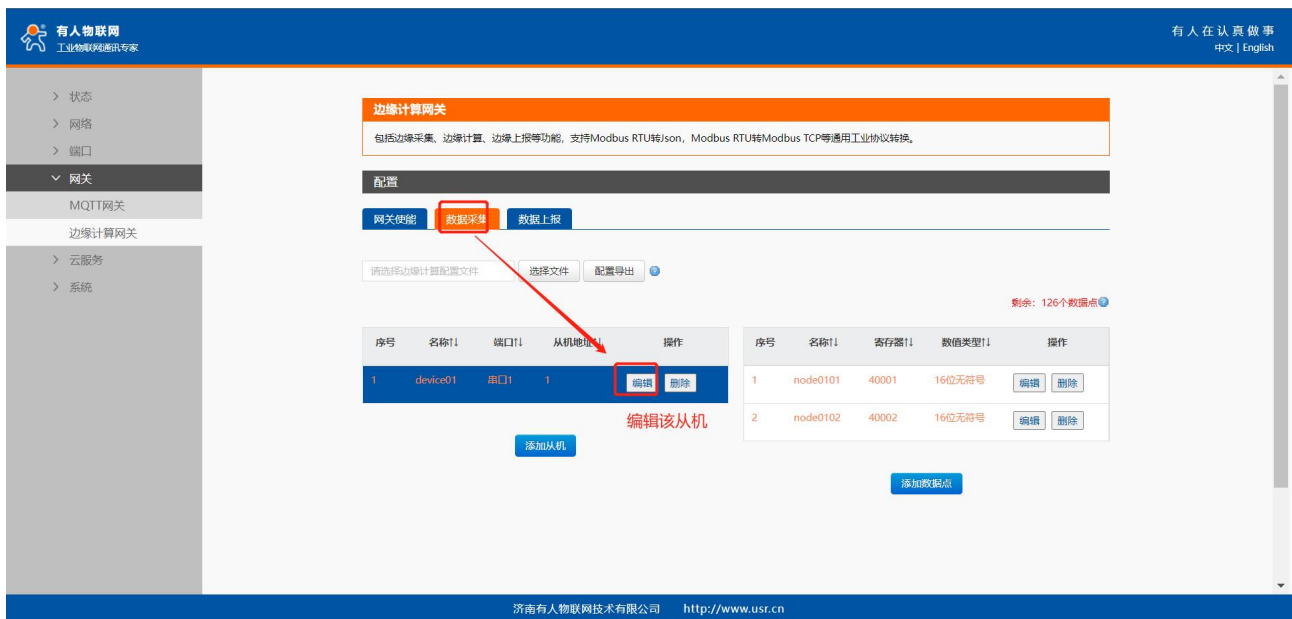 有人物联网
工业物联网通讯专家
有人在认真做事
中文 | English
状态
网络
端口
网关
MQTT网关
边缘计算网关
云服务
系统
边缘计算网关
包括边缘采集、边缘计算、边缘上报等功能，支持Modbus RTU转Json，Modbus RTU转Modbus TCP等通用工业协议转换。
配置
网关使能 数据采集 数据上报
请选择边缘计算配置文件 选择文件 配置导出
剩余：126个数据点
序号 名称↑↓ 端口↑↓ 从机地址↑↓ 操作
1 device01 串口1 1 编辑 删除
编辑该从机
添加从机
序号 名称↑↓ 寄存器↑↓ 数值类型↑↓ 操作
1 node0101 40001 16位无符号 编辑 删除
2 node0102 40002 16位无符号 编辑 删除
添加数据点
济南有人物联网技术有限公司 http://www.usr.cn